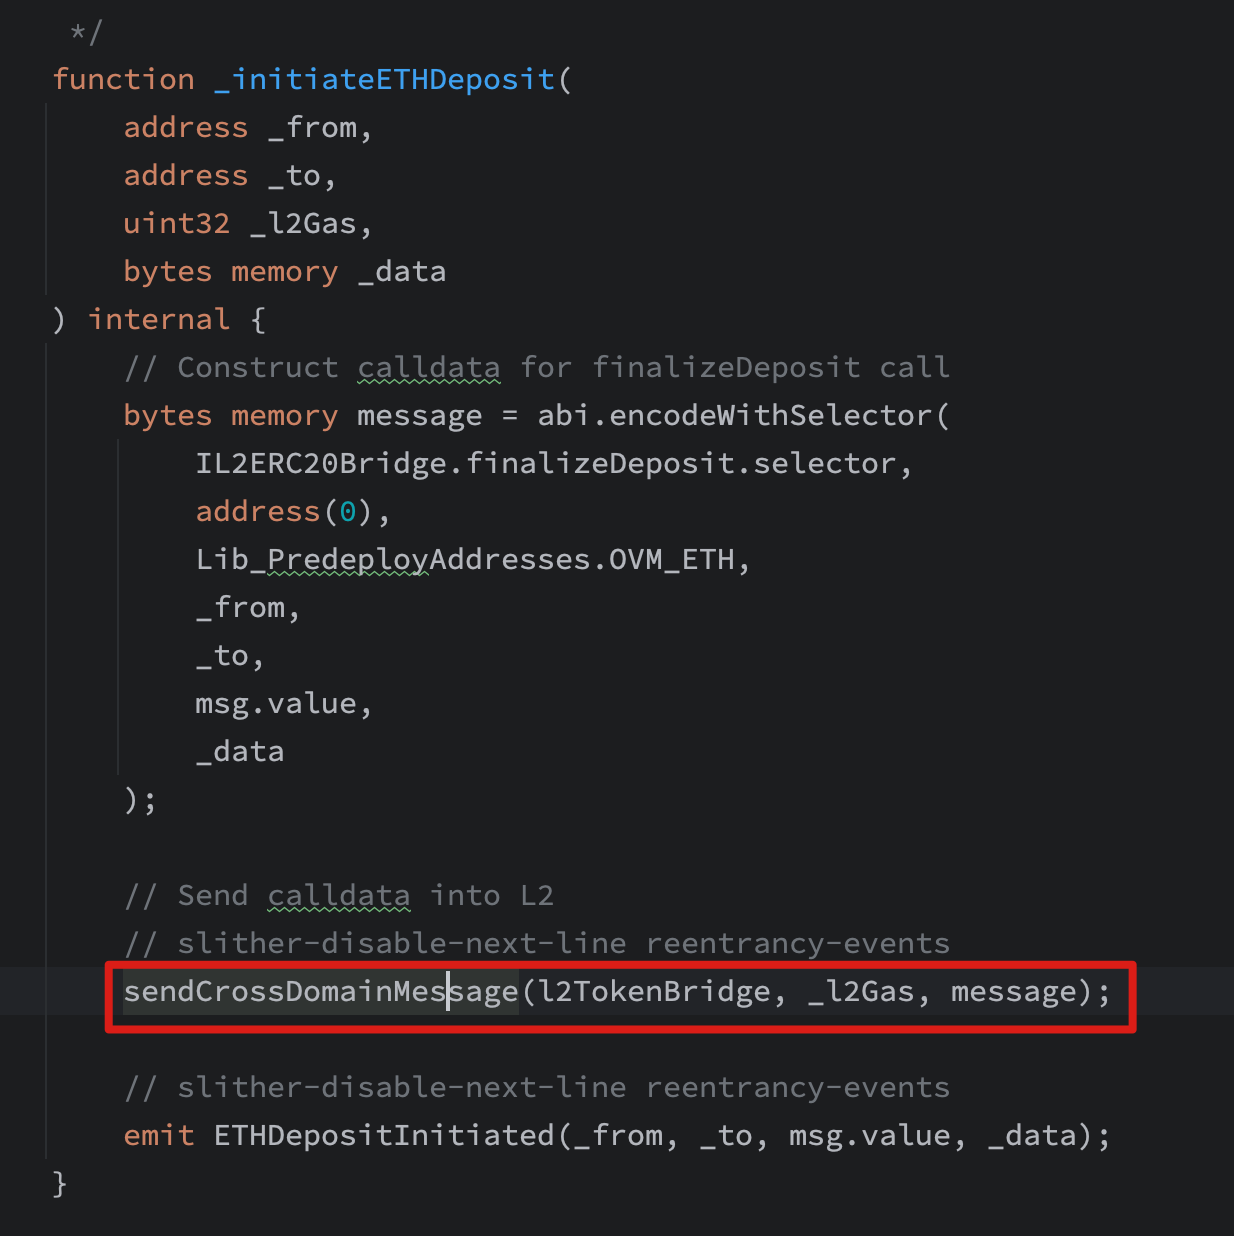 */
function _initiateETHDeposit(
address _from,
address _to,
uint32 _l2Gas,
bytes memory _data
) internal {
// Construct calldata for finalizeDeposit call
bytes memory message = abi.encodeWithSelector(
IL2ERC20Bridge.finalizeDeposit.selector,
address(0),
Lib_PredeployAddresses.OVM_ETH,
_from,
_to,
msg.value,
_data
);
// Send calldata into L2
// slither-disable-next-line reentrancy-events
sendCrossDomainMessage(l2TokenBridge, _l2Gas, message);
// slither-disable-next-line reentrancy-events
emit ETHDepositInitiated(_from, _to, msg.value, _data);
}